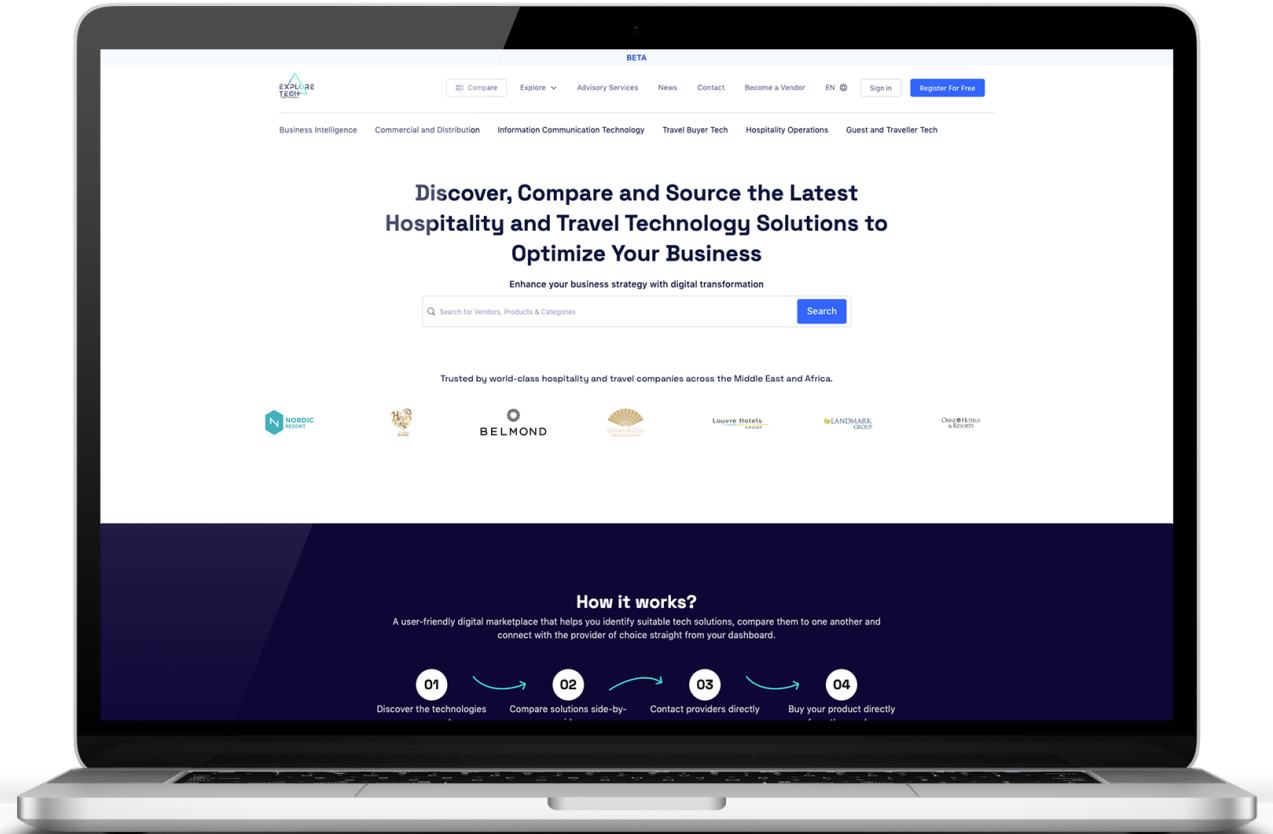 BETA
EXPLORE
TECH
Compare
Explore
Advisory Services
News
Contact
Become a Vendor
EN
Sign in
Register For Free
Business Intelligence
Commercial and Distribution
Information Communication Technology
Travel Buyer Tech
Hospitality Operations
Guest and Traveller Tech
Discover, Compare and Source the Latest
Hospitality and Travel Technology Solutions to
Optimize Your Business
Enhance your business strategy with digital transformation
Search for Vendors, Products & Categories
Search
Trusted by world-class hospitality and travel companies across the Middle East and Africa.
NORDIC
RESORT
BELMOND
Louvre Hotels
GROUP
LANDMARK
GROUP
OMNI HOTELS
& RESORTS
How it works?
A user-friendly digital marketplace that helps you identify suitable tech solutions, compare them to one another and
connect with the provider of choice straight from your dashboard.
01
02
03
04
Discover the technologies
Compare solutions side-by-
Contact providers directly
Buy your product directly